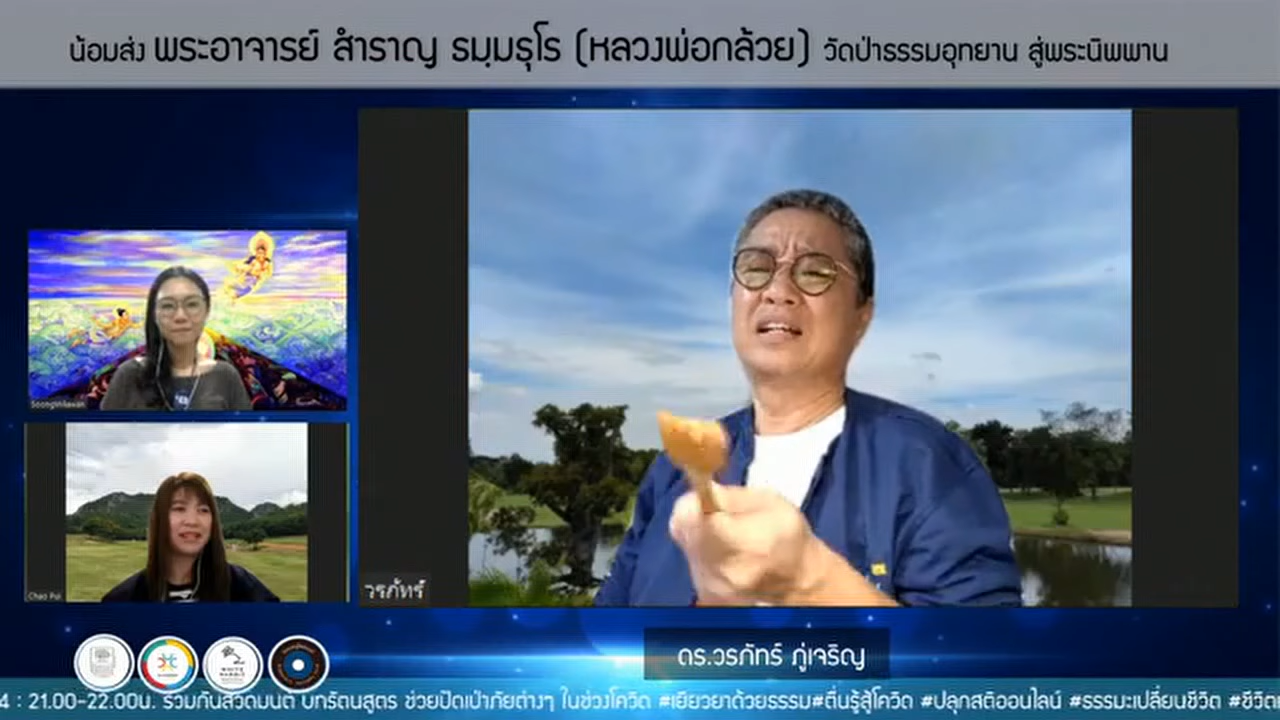 น้อมส่ง พระอาจารย์ สำราญ ธมฺมธุโร (หลวงพ่อกล้วย) วัดป่าธรรมอุทยาน สู่พระนิพพาน
Chao Pui
วรภัทร์
WHITE RABBIT
ดร.วรภัทร์ ภู่เจริญ
4 : 21.00-22.00น. ร่วมกันสวดมนต์ บทรัตนสูตร ช่วยปัดเป่าภัยต่างๆ ในช่วงโควิด #เยียวยาด้วยธรรม#ตื่นรู้สู้โควิด #ปลุกสติออนไลน์ #ธรรมะเปลี่ยนชีวิต